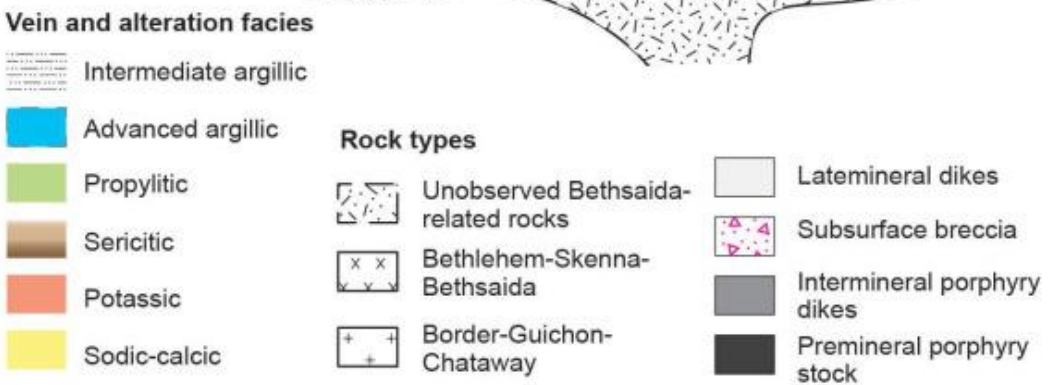 Vein and alteration facies
Intermediate argillic
Advanced argillic
Propylitic
Sericitic
Potassic
Sodic-calcic
Rock types
Unobserved Bethsaida-
related rocks
Bethlehem-Skenna-
Bethsaida
Border-Guichon-
Chataway
Latemineral dikes
Subsurface breccia
Intermineral porphyry
dikes
Premineral porphyry
stock